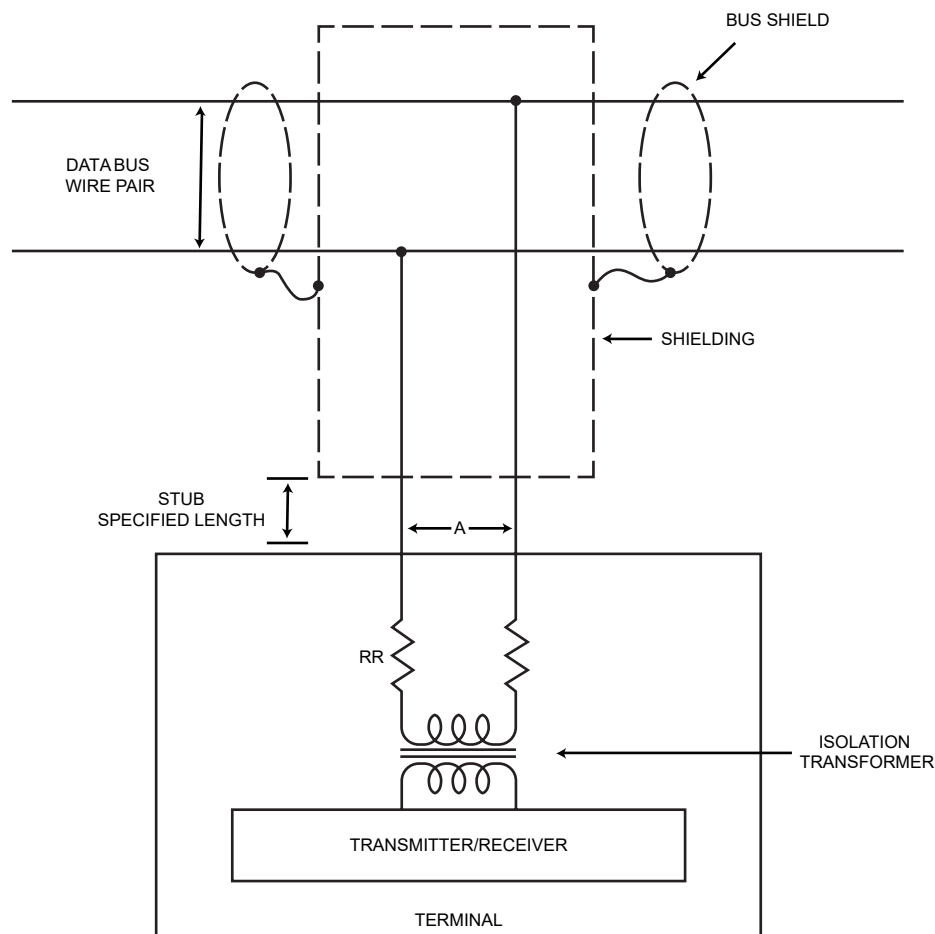 BUS SHIELD
DATA BUS
WIRE PAIR
SHIELDING
STUB
SPECIFIED LENGTH
A
RR
ISOLATION
TRANSFORMER
TRANSMITTER/RECEIVER
TERMINAL